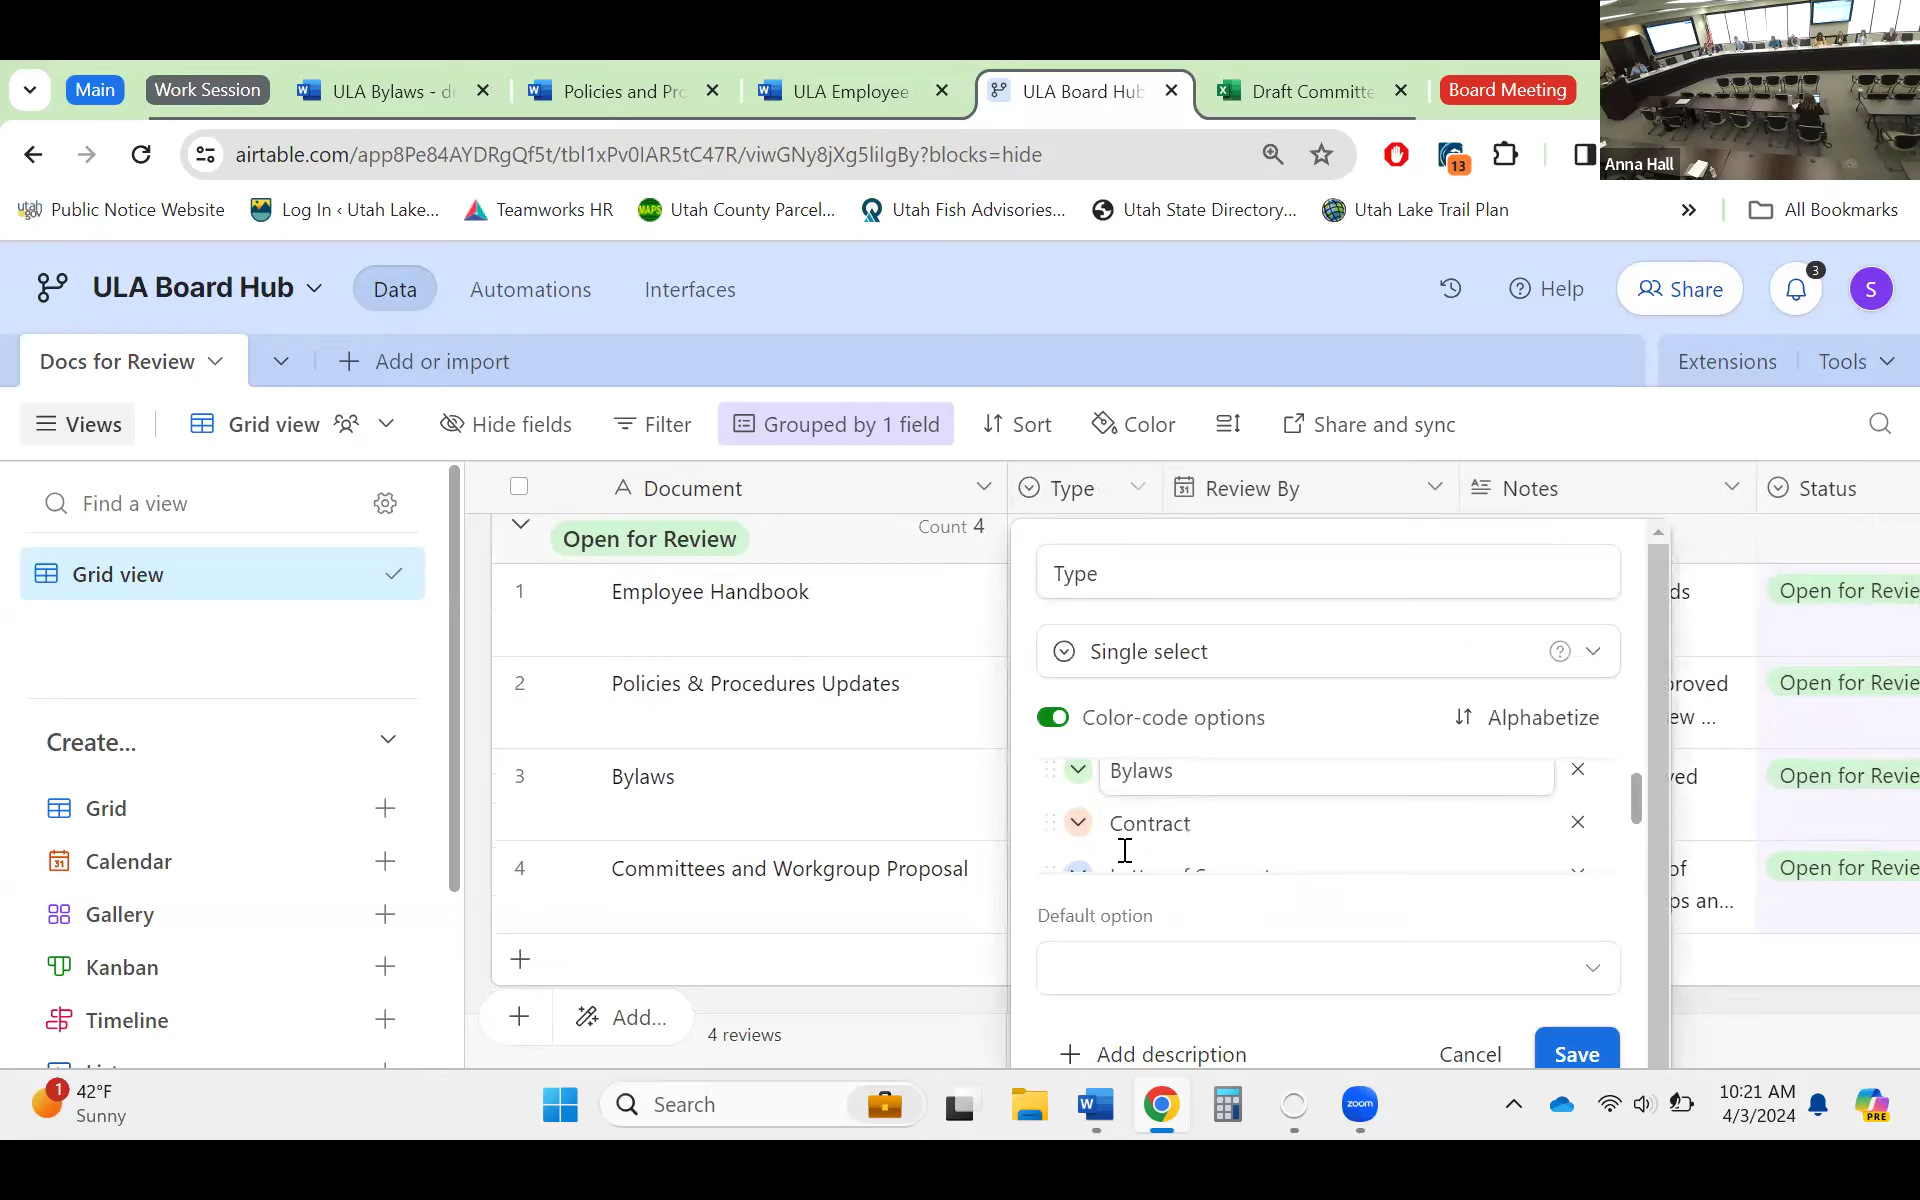 Main
Work Session
ULA Bylaws - di
Policies and Pro
ULA Employee
ULA Board Hub
Draft Committe
Board Meeting
airtable.com/app8Pe84AYDRgQf5t/tbl1xPv0IAR5tC47R/viwGNy8jXg5liIgBy?blocks=hide
13
Anna Hall
Public Notice Website
Log In ‹ Utah Lake...
Teamworks HR
MAPS
Utah County Parcel...
Utah Fish Advisories...
Utah State Directory...
Utah Lake Trail Plan
All Bookmarks
ULA Board Hub
Data
Automations
Interfaces
Help
Share
3
S
Docs for Review
Add or import
Extensions
Tools
Views
Grid view
Hide fields
Filter
Grouped by 1 field
Sort
Color
Share and sync
Find a view
Document
Type
Review By
Notes
Status
Open for Review
Count 4
Type
Grid view
1
Employee Handbook
ds
Open for Revie
Single select
2
Policies & Procedures Updates
proved
ew ...
Open for Revie
Color-code options
Alphabetize
Create...
3
Bylaws
Bylaws
ved
Open for Revie
Grid
Contract
Calendar
4
Committees and Workgroup Proposal
of
ps an...
Open for Revie
Gallery
Default option
Kanban
Timeline
Add...
4 reviews
Add description
Cancel
Save
1
42°F
Sunny
Search
zoom
10:21 AM
4/3/2024
PRE